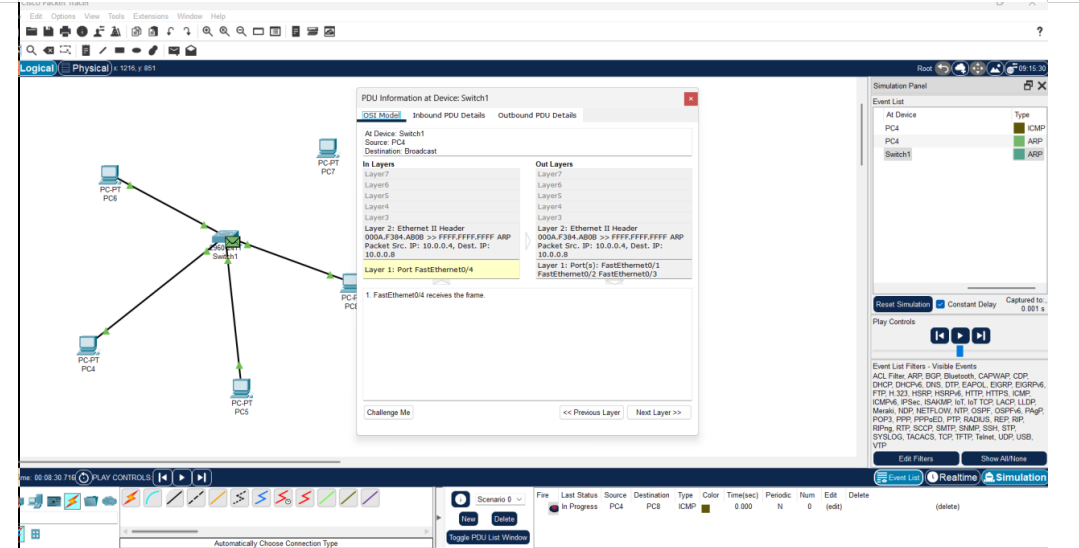 Cisco Packet Tracer
Edit Options View Tools Extensions Window Help
?
Logical Physical x: 1216, y: 851
Root 09:15:30
PC-PT
PC6
PC-PT
PC7
Switch1
PC-PT
PC4
PC-PT
PC5
PDU Information at Device: Switch1
OSI Model Inbound PDU Details Outbound PDU Details
At Device: Switch1
Source: PC4
Destination: Broadcast
In Layers Out Layers
Layer7 Layer7
Layer6 Layer6
Layer5 Layer5
Layer4 Layer4
Layer3 Layer3
Layer 2: Ethernet II Header
000A.F384.AB0B >> FFFF.FFFF.FFFF ARP
Packet Src. IP: 10.0.0.4, Dest. IP:
10.0.0.8
Layer 2: Ethernet II Header
000A.F384.AB0B >> FFFF.FFFF.FFFF ARP
Packet Src. IP: 10.0.0.4, Dest. IP:
10.0.0.8
Layer 1: Port FastEthernet0/4
Layer 1: Port(s): FastEthernet0/1
FastEthernet0/2 FastEthernet0/3
1. FastEthernet0/4 receives the frame.
Challenge Me << Previous Layer Next Layer >>
Simulation Panel
Event List
At Device Type
PC4 ICMP
PC4 ARP
Switch1 ARP
Reset Simulation Constant Delay
Captured to:
0.001 s
Play Controls
Event List Filters - Visible Events
ACL Filter, ARP, BGP, Bluetooth, CAPWAP, CDP,
DHCP, DHCPv6, DNS, DTP, EAPOL, EIGRP, EIGRPv6,
FTP, H.323, HSRP, HSRPv6, HTTP, HTTPS, ICMP,
ICMPv6, IPSec, ISAKMP, IoT, IoT TCP, LACP, LLDP,
Meraki, NDP, NETFLOW, NTP, OSPF, OSPFv6, PAgP,
POP3, PPP, PPPoED, PTP, RADIUS, REP, RIP,
RIPng, RTP, SCCP, SMTP, SNMP, SSH, STP,
SYSLOG, TACACS, TCP, TFTP, Telnet, UDP, USB,
VTP
Edit Filters Show All/None
me: 00:08:30.716 PLAY CONTROLS:
Event List Realtime Simulation
Scenario 0
New Delete
Toggle PDU List Window
Fire Last Status Source Destination Type Color Time(sec) Periodic Num Edit Delete
In Progress PC4 PC8 ICMP 0.000 N 0 (edit) (delete)
Automatically Choose Connection Type